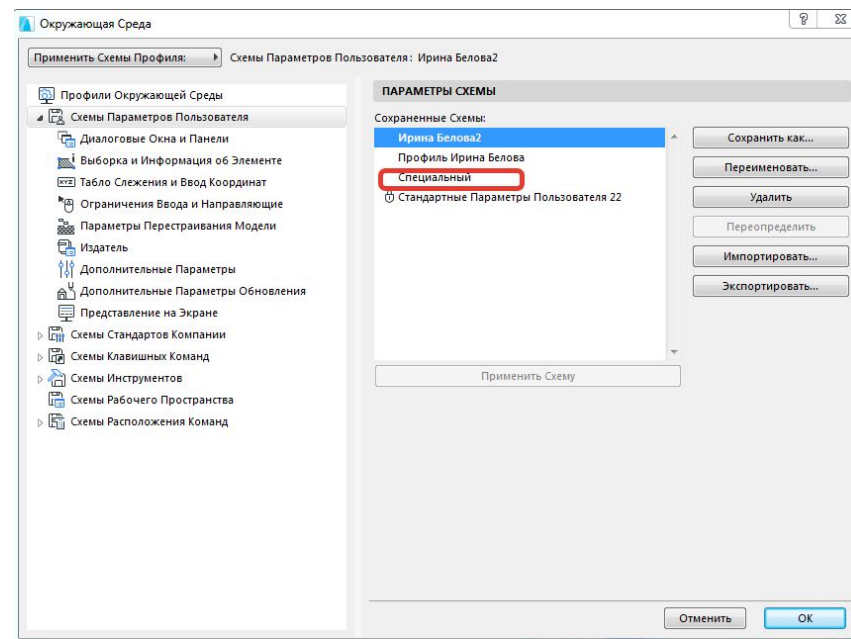 Окружающая Среда
Применить Схемы Профиля: Схемы Параметров Пользователя: Ирина Белова2
Профили Окружающей Среды
Схемы Параметров Пользователя
Диалоговые Окна и Панели
Выборка и Информация об Элементе
XYZ Табло Слежения и Ввод Координат
Ограничения Ввода и Направляющие
Параметры Перестраивания Модели
Издатель
Дополнительные Параметры
Дополнительные Параметры Обновления
Представление на Экране
Схемы Стандартов Компании
Схемы Клавишных Команд
Схемы Инструментов
Схемы Рабочего Пространства
Схемы Расположения Команд
ПАРАМЕТРЫ СХЕМЫ
Сохраненные Схемы:
Ирина Белова2
Профиль Ирина Белова
Специальный
Стандартные Параметры Пользователя 22
Применить Схему
Сохранить как...
Переименовать...
Удалить
Переопределить
Импортировать...
Экспортировать...
Отменить
OK